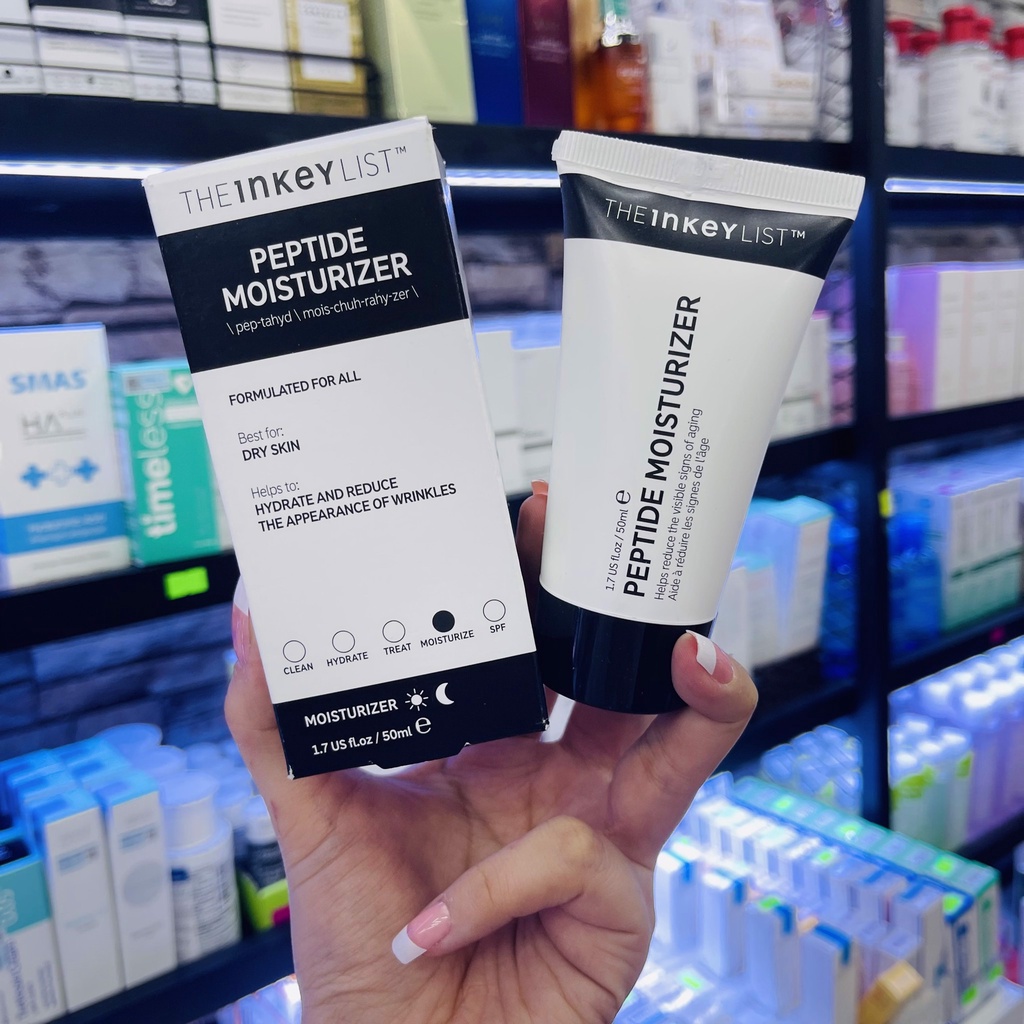 THE INKEY LIST™
PEPTIDE
MOISTURIZER
\ pep-tahyd \ mois-chuh-rahy-zer \
FORMULATED FOR ALL
Best for:
DRY SKIN
Helps to:
HYDRATE AND REDUCE
THE APPEARANCE OF WRINKLES
CLEAN
HYDRATE
TREAT
MOISTURIZE
SPF
MOISTURIZER
1.7 US fl.oz / 50ml ℮
THE INKEY LIST™
1.7 US fl.oz / 50ml ℮
PEPTIDE MOISTURIZER
Helps reduce the visible signs of aging
Aide à réduire les signes de l'âge
SMAS
HA
timeless